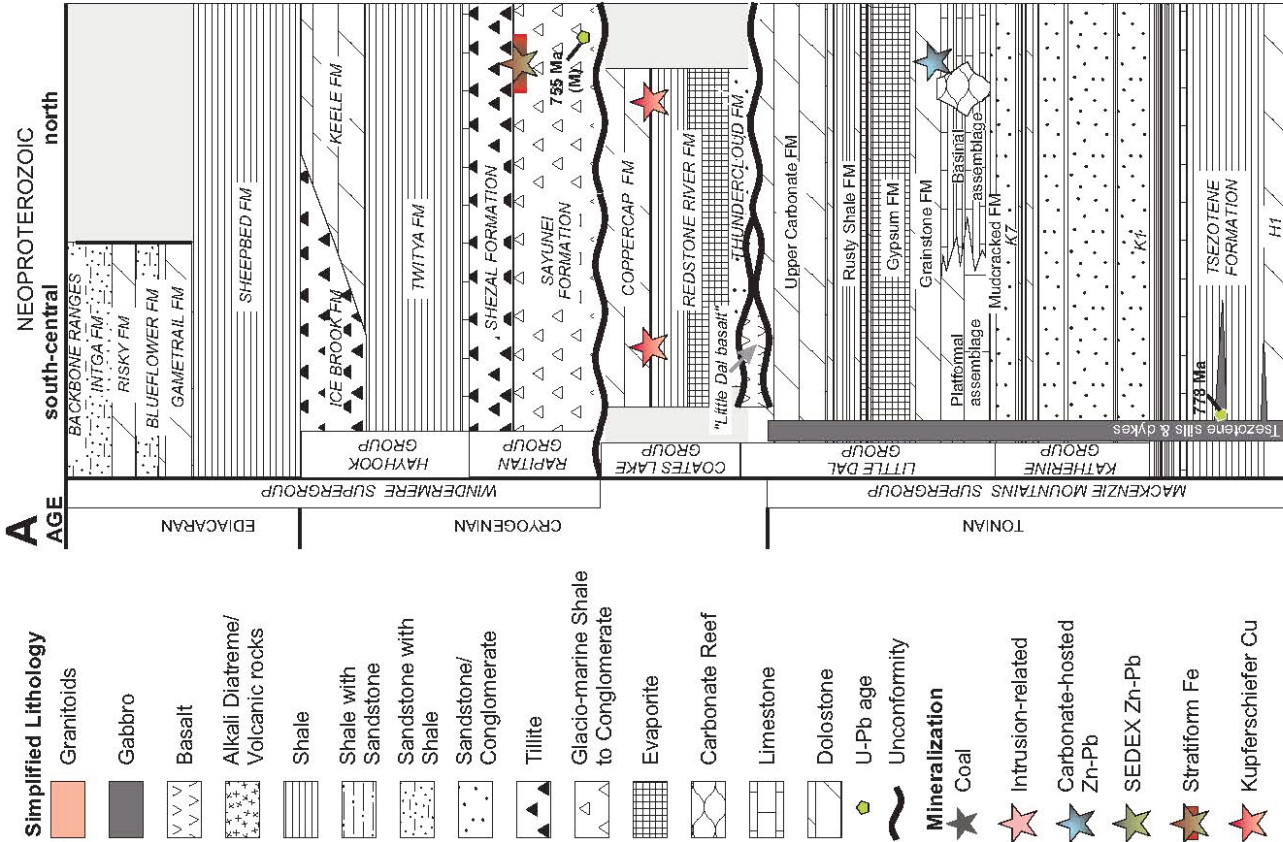 A
NEOPROTEROZOIC
AGE
south-central
north
EDIACARAN
CRYOGENIAN
TONIAN
WINDERMERE SUPERGROUP
MACKENZIE MOUNTAINS SUPERGROUP
HAYHOOK
GROUP
RAPITAN
GROUP
COATES LAKE
GROUP
LITTLE DAL
GROUP
KATHERINE
GROUP
BACKBONE RANGES
INTGA FM
RISKY FM
BLUEFLOWER FM
GAMETRAIL FM
SHEEPBED FM
ICE BROOK FM
KEELE FM
TWITYA FM
SHEZAL FORMATION
SAYUNEI
FORMATION
755 Ma
(M)
COPPERCAP FM
REDSTONE RIVER FM
THUNDERCLOUD FM
"Little Dal basalt"
Upper Carbonate FM
Rusty Shale FM
Gypsum FM
Grainstone FM
Platformal
assemblage
Basinal
assemblage
Mudcracked FM
K7
K1
TSEZOTENE
FORMATION
H1
778 Ma
Tsezotene sills & dykes
Simplified Lithology
Granitoids
Gabbro
Basalt
Alkali Diatreme/
Volcanic rocks
Shale
Shale with
Sandstone
Sandstone with
Shale
Sandstone/
Conglomerate
Tillite
Glacio-marine Shale
to Conglomerate
Evaporite
Carbonate Reef
Limestone
Dolostone
U-Pb age
Unconformity
Mineralization
Coal
Intrusion-related
Carbonate-hosted
Zn-Pb
SEDEX Zn-Pb
Stratiform Fe
Kupferschiefer Cu